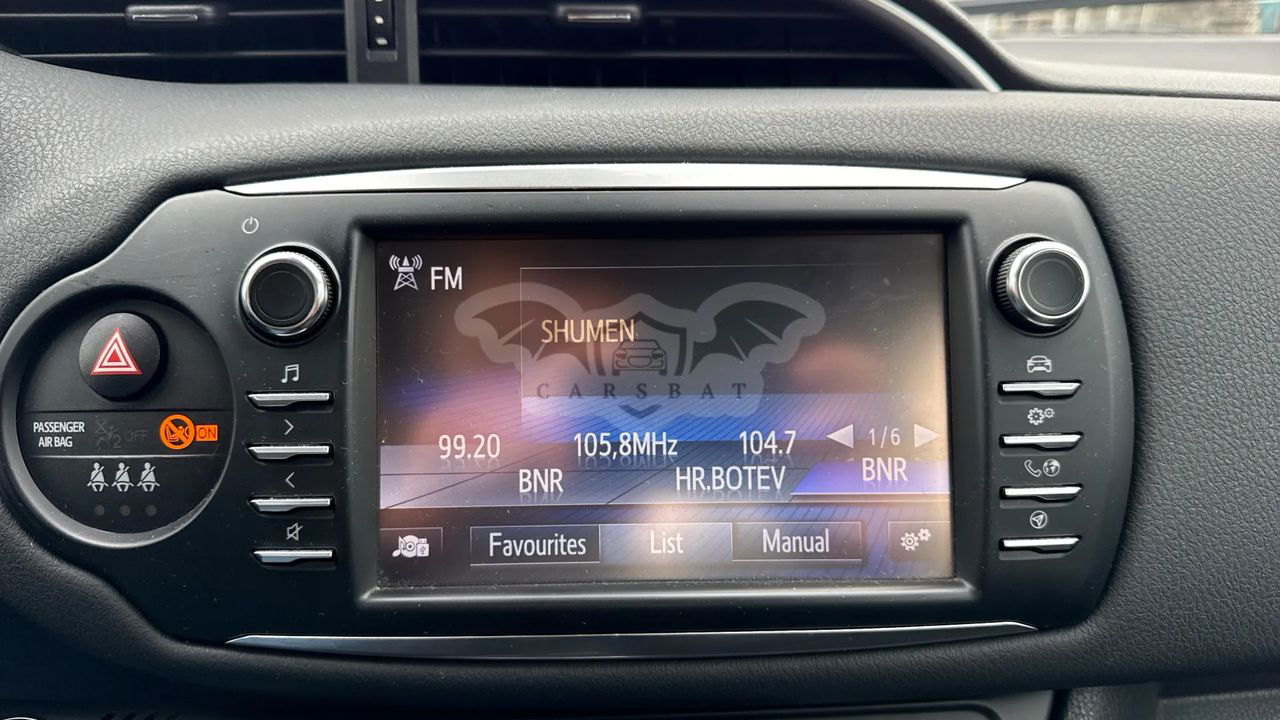 FM
SHUMEN
CARSBAT
99.20 105,8MHz 104.7 1/6
BNR HR.BOTEV BNR
Favourites List Manual
PASSENGER
AIR BAG 2 OFF ON